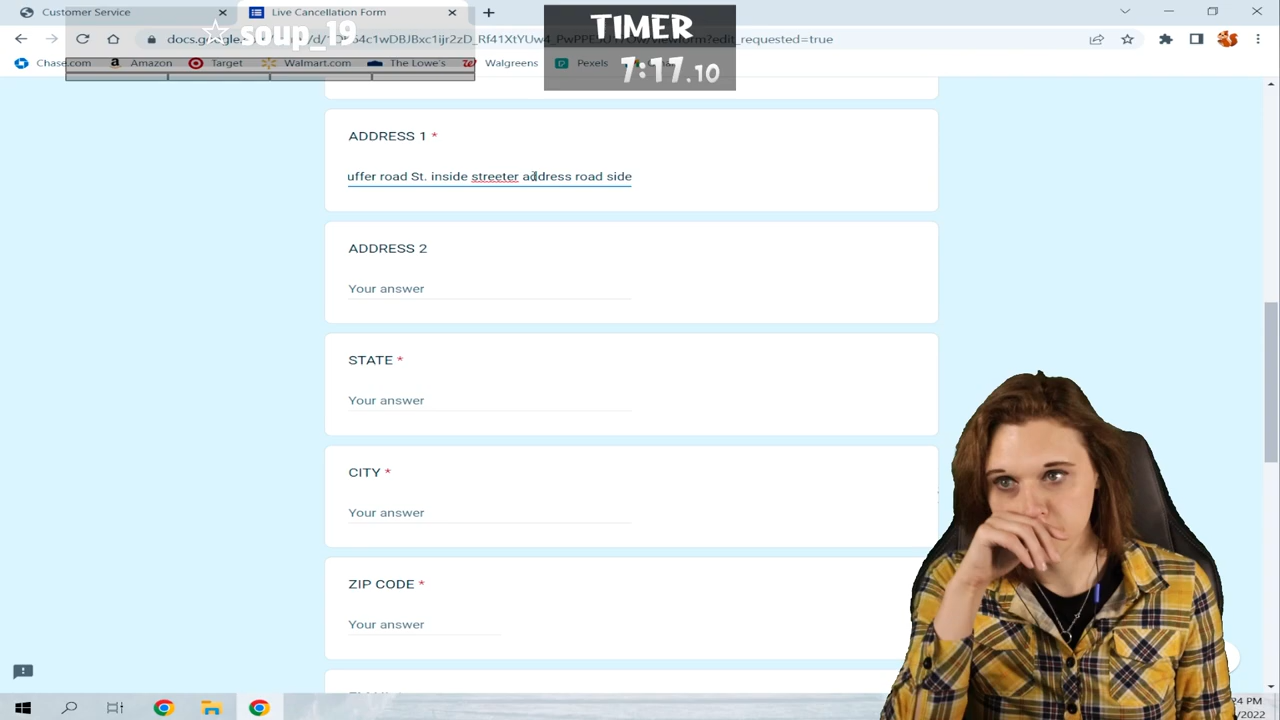 Customer Service
Live Cancellation Form
☆ soup_19
TIMER
7:17.10
Chase.com
Amazon
Target
Walmart.com
The Lowe's
Walgreens
Pexels
ADDRESS 1 *
uffer road St. inside streeter address road side
ADDRESS 2
Your answer
STATE *
Your answer
CITY *
Your answer
ZIP CODE *
Your answer